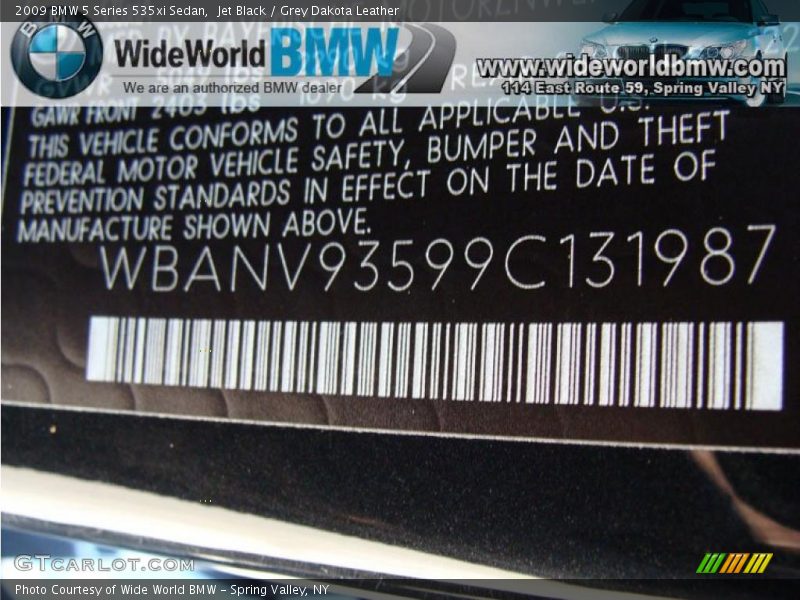 2009 BMW 5 Series 535xi Sedan, Jet Black / Grey Dakota Leather
WideWorld BMW
We are an authorized BMW dealer
www.wideworldbmw.com
114 East Route 59, Spring Valley NY
GAWR FRONT 2403 LBS 1090 KG
THIS VEHICLE CONFORMS TO ALL APPLICABLE U.S.
FEDERAL MOTOR VEHICLE SAFETY, BUMPER AND THEFT
PREVENTION STANDARDS IN EFFECT ON THE DATE OF
MANUFACTURE SHOWN ABOVE.
WBANV93599C131987
GTCARLOT.COM
Photo Courtesy of Wide World BMW - Spring Valley, NY